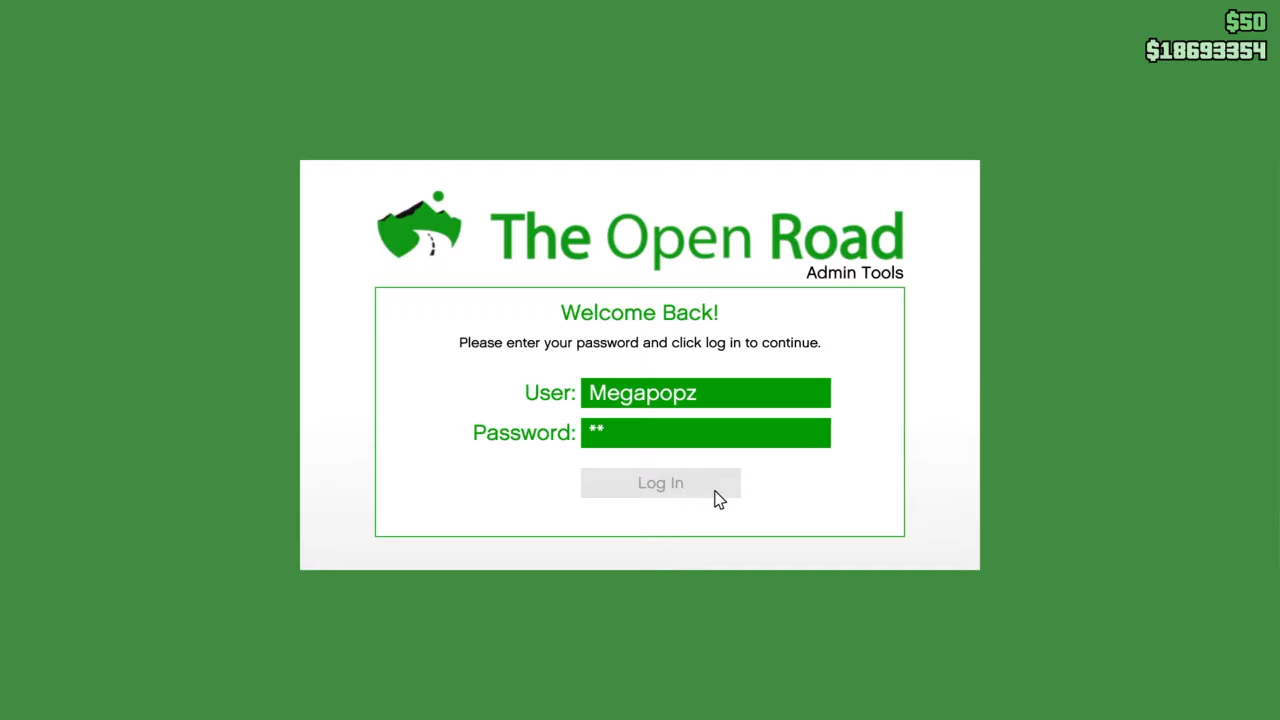 $50
$18693354
The Open Road
Admin Tools
Welcome Back!
Please enter your password and click log in to continue.
User: Megapopz
Password: **
Log In